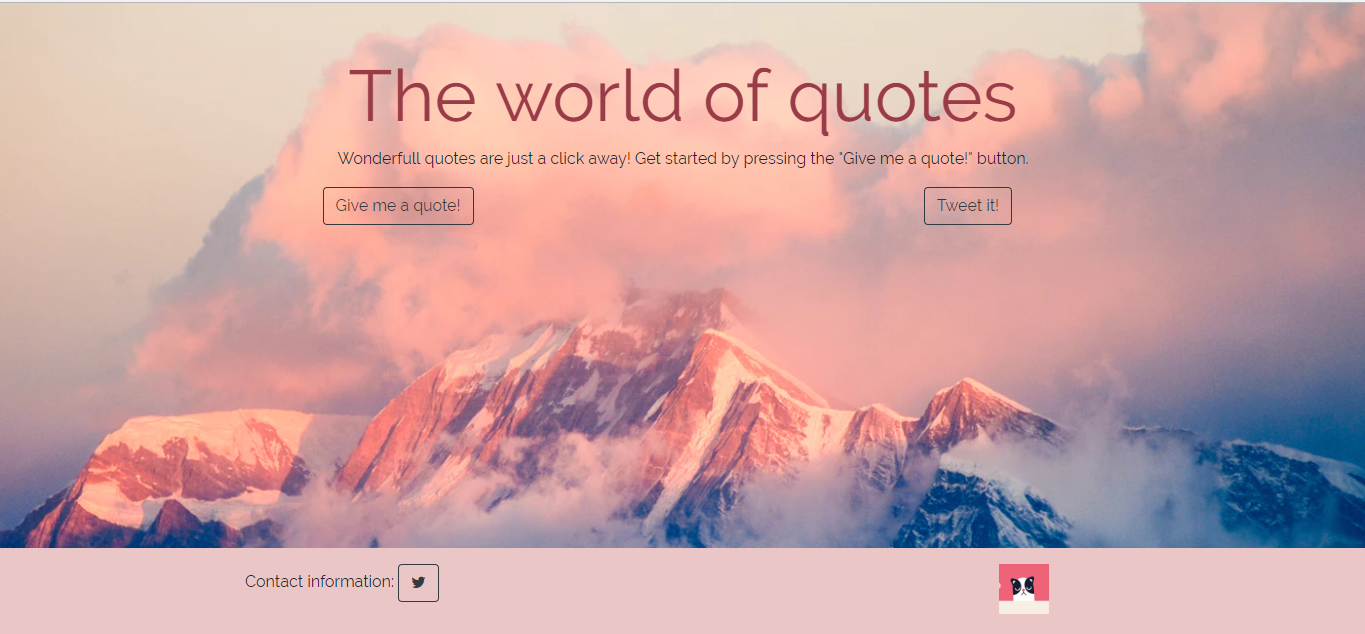 The world of quotes
Wonderfull quotes are just a click away! Get started by pressing the "Give me a quote!" button.
Give me a quote!
Tweet it!
Contact information: